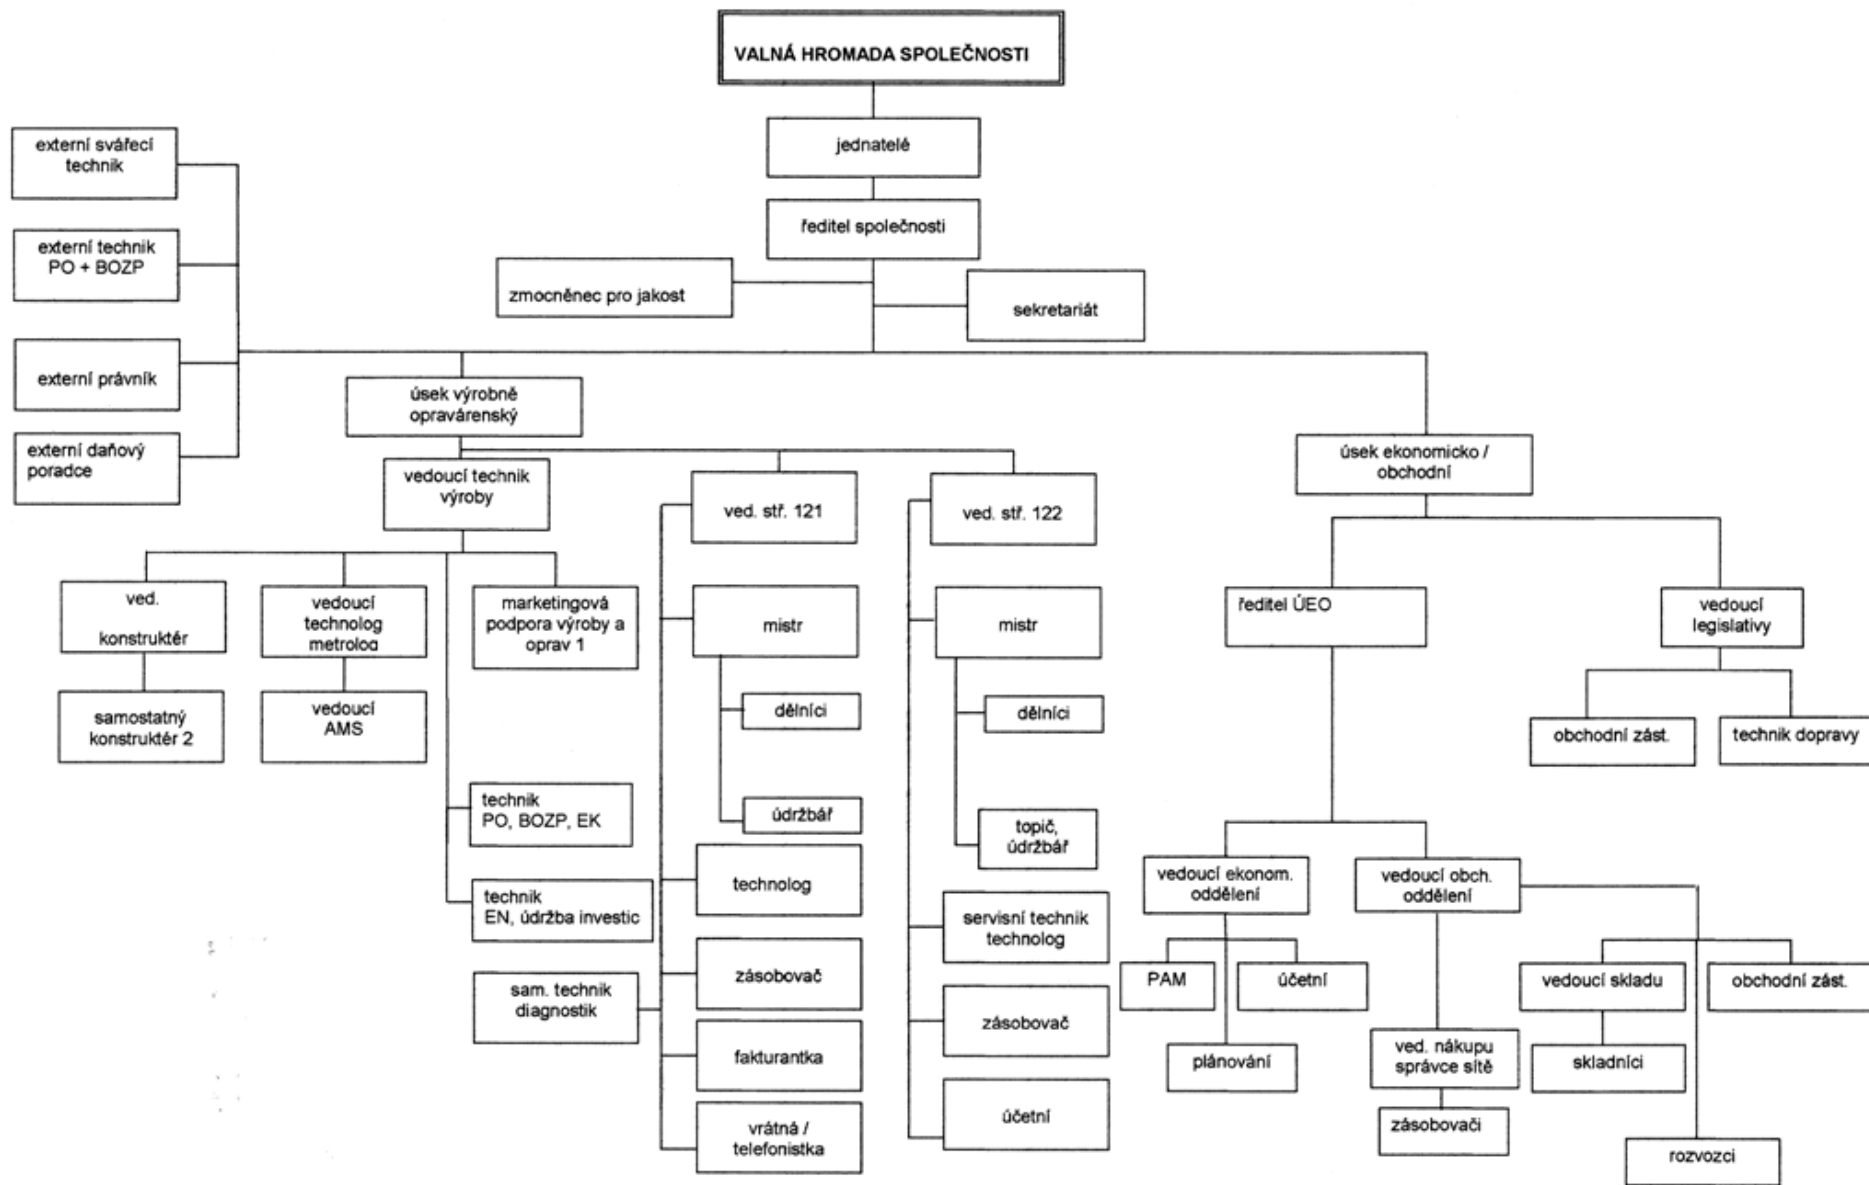 VALNÁ HROMADA SPOLEČNOSTI
jednatelé
ředitel společnosti
zmocněnec pro jakost
sekretariát
externí svářecí
technik
externí technik
PO + BOZP
externí právník
externí daňový
poradce
úsek výrobně
opravárenský
vedoucí technik
výroby
ved.
konstruktér
samostatný
konstruktér 2
vedoucí
technolog
metrolog
vedoucí
AMS
marketingová
podpora výroby a
oprav 1
technik
PO, BOZP, EK
technik
EN, údržba investic
sam. technik
diagnostik
ved. stř. 121
mistr
dělníci
údržbář
technolog
zásobovač
fakturantka
vrátná /
telefonistka
ved. stř. 122
mistr
dělníci
topič,
údržbář
servisní technik
technolog
zásobovač
účetní
úsek ekonomicko /
obchodní
ředitel ÚEO
vedoucí
legislativy
obchodní zást.
technik dopravy
vedoucí ekonom.
oddělení
PAM
účetní
plánování
vedoucí obch.
oddělení
ved. nákupu
správce sítě
zásobovači
vedoucí skladu
skladníci
obchodní zást.
rozvozci